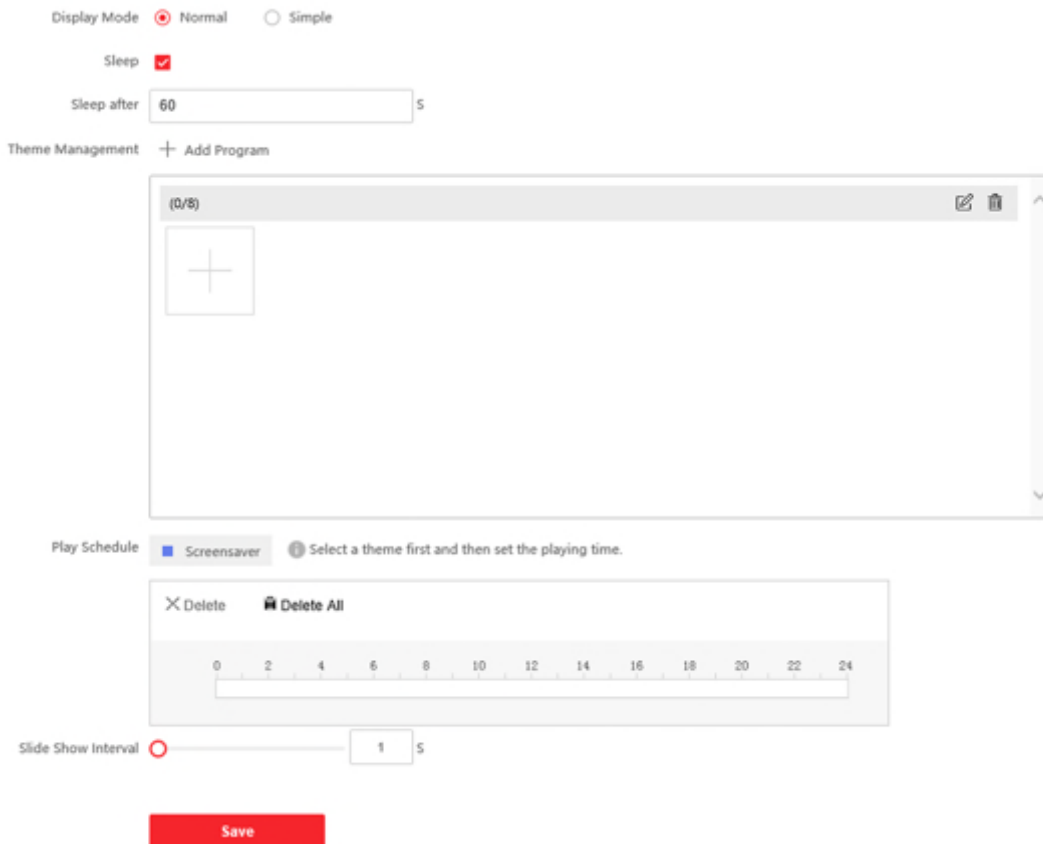 Display Mode Normal Simple
Sleep
Sleep after 60 S
Theme Management + Add Program
(0/8)
Play Schedule Screensaver Select a theme first and then set the playing time.
Delete Delete All
0 2 4 6 8 10 12 14 16 18 20 22 24
Slide Show Interval 1 S
Save